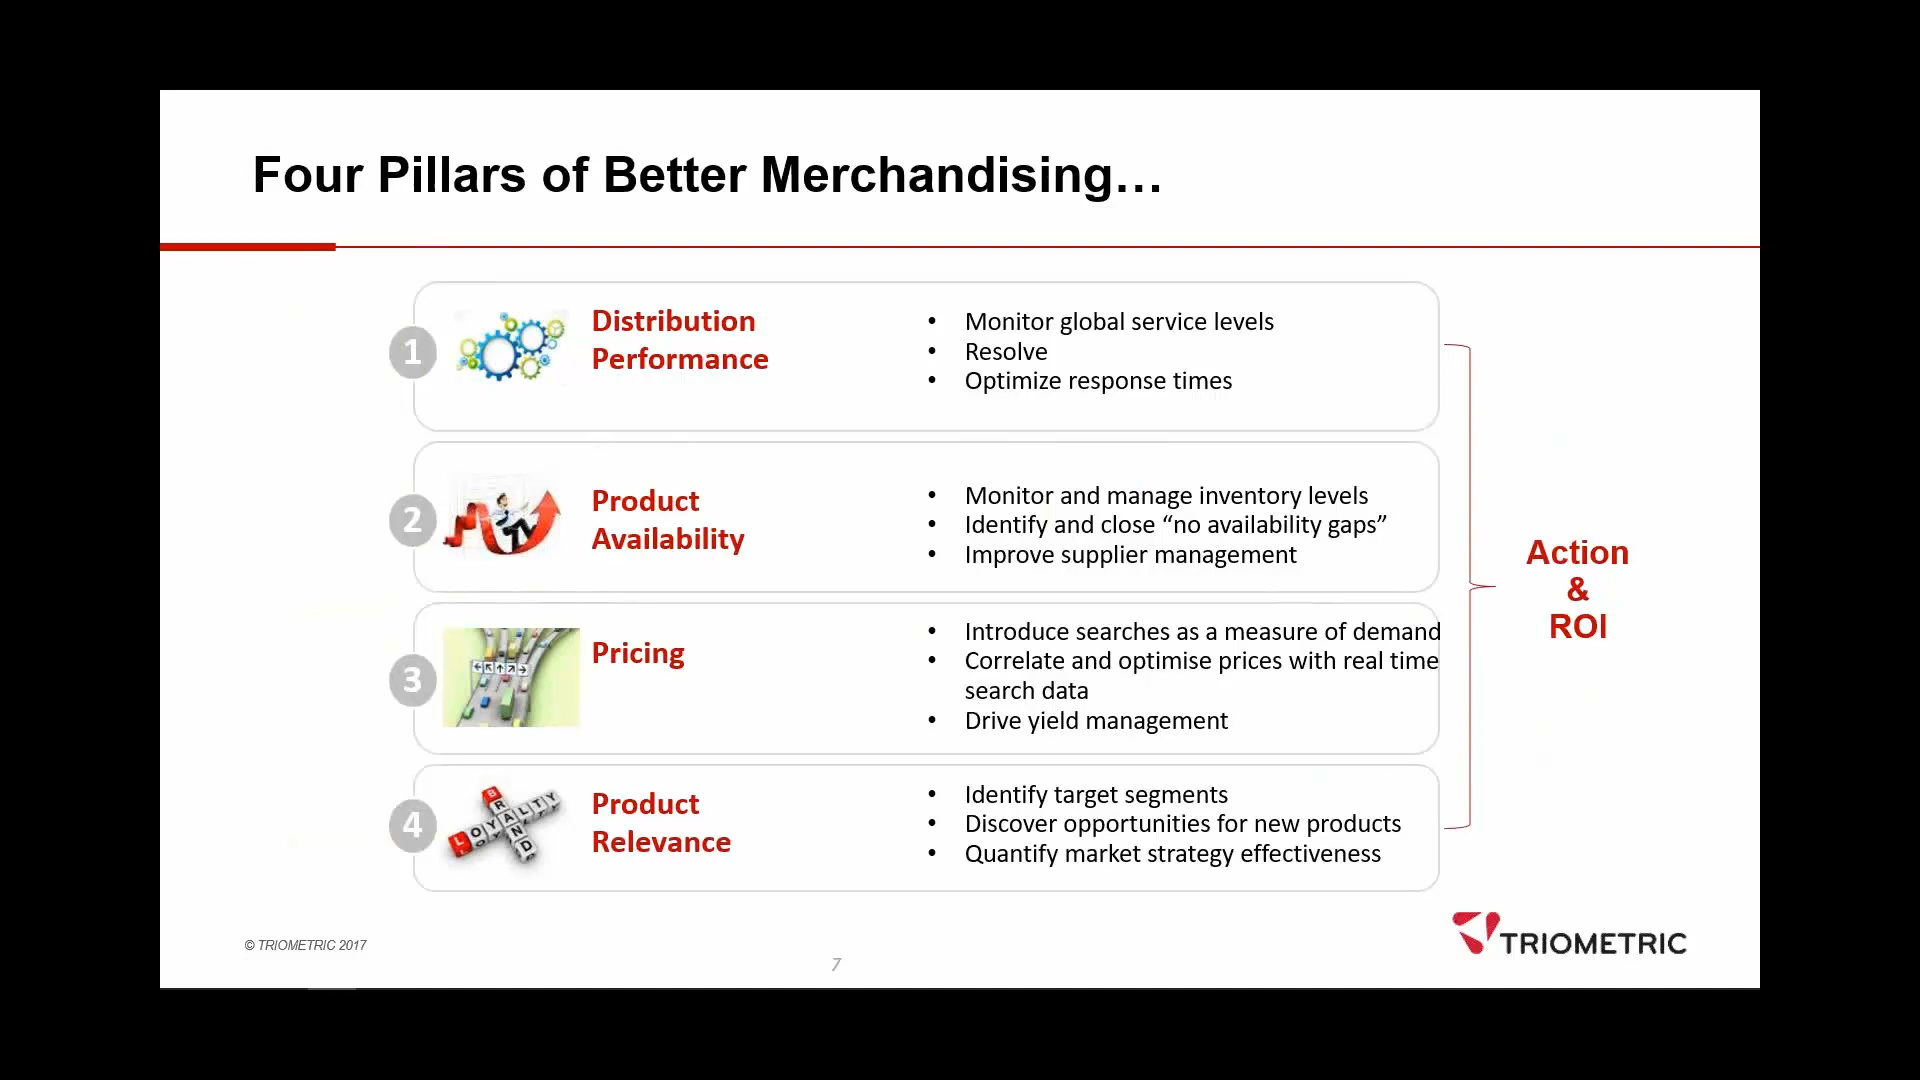 Four Pillars of Better Merchandising…
1
Distribution
Performance
• Monitor global service levels
• Resolve
• Optimize response times
2
Product
Availability
• Monitor and manage inventory levels
• Identify and close “no availability gaps”
• Improve supplier management
3
Pricing
• Introduce searches as a measure of demand
• Correlate and optimise prices with real time
search data
• Drive yield management
4
BRAND
LOYALTY
Product
Relevance
• Identify target segments
• Discover opportunities for new products
• Quantify market strategy effectiveness
Action
&
ROI
© TRIOMETRIC 2017
7
TRIOMETRIC